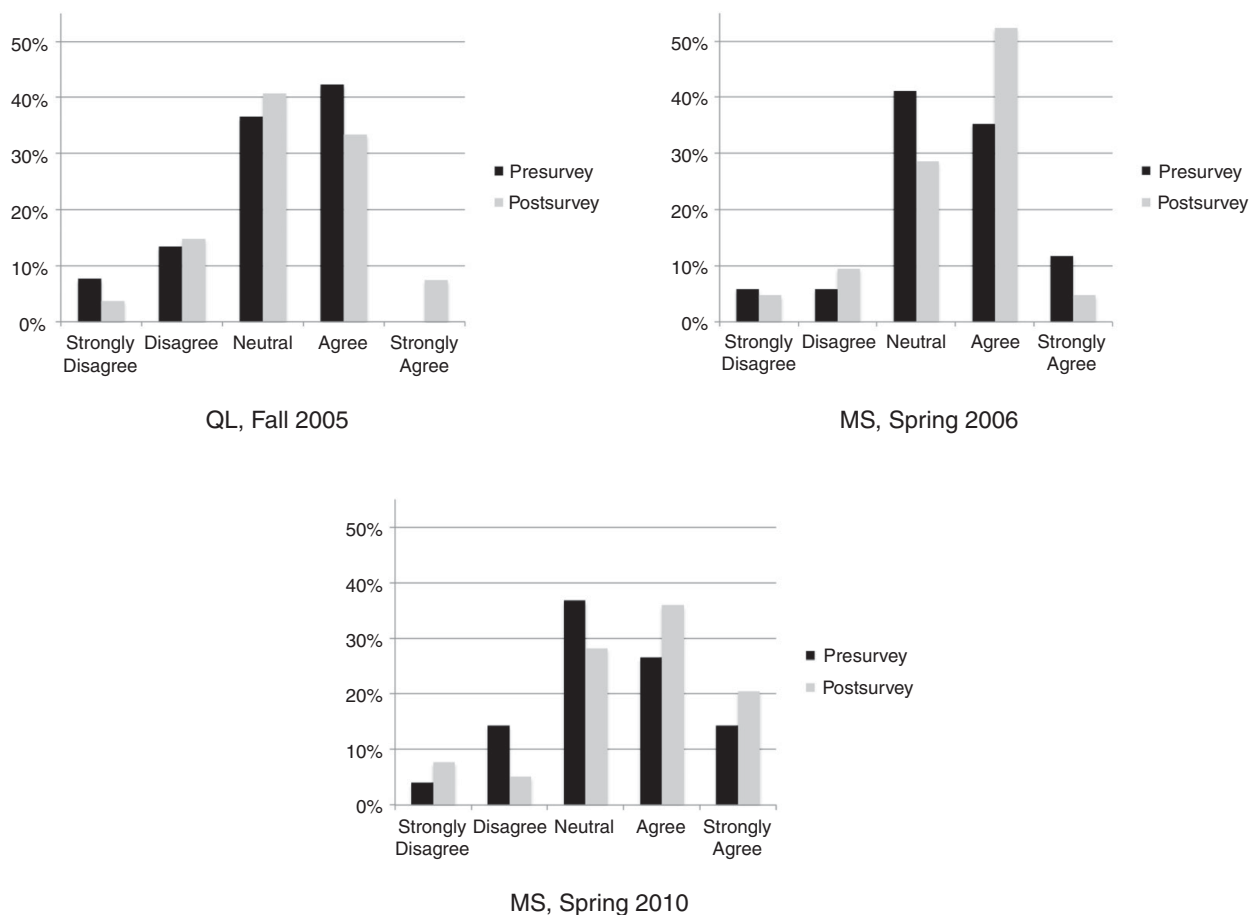 50%
40%
30%
20%
10%
0%
Strongly Disagree
Disagree
Neutral
Agree
Strongly Agree
Presurvey
Postsurvey
QL, Fall 2005
50%
40%
30%
20%
10%
0%
Strongly Disagree
Disagree
Neutral
Agree
Strongly Agree
Presurvey
Postsurvey
MS, Spring 2006
50%
40%
30%
20%
10%
0%
Strongly Disagree
Disagree
Neutral
Agree
Strongly Agree
Presurvey
Postsurvey
MS, Spring 2010